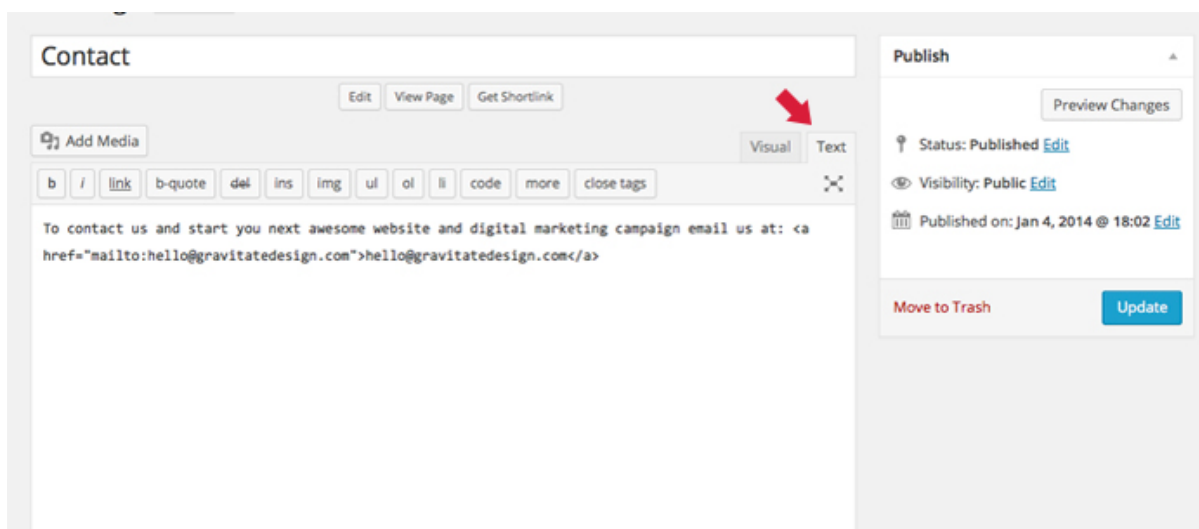 Contact
Edit View Page Get Shortlink
Add Media
Visual Text
b i link b-quote del ins img ul ol li code more close tags
To contact us and start you next awesome website and digital marketing campaign email us at: <a
href="mailto:hello@gravitatedesign.com">hello@gravitatedesign.com</a>
Publish
Preview Changes
Status: Published Edit
Visibility: Public Edit
Published on: Jan 4, 2014 @ 18:02 Edit
Move to Trash Update